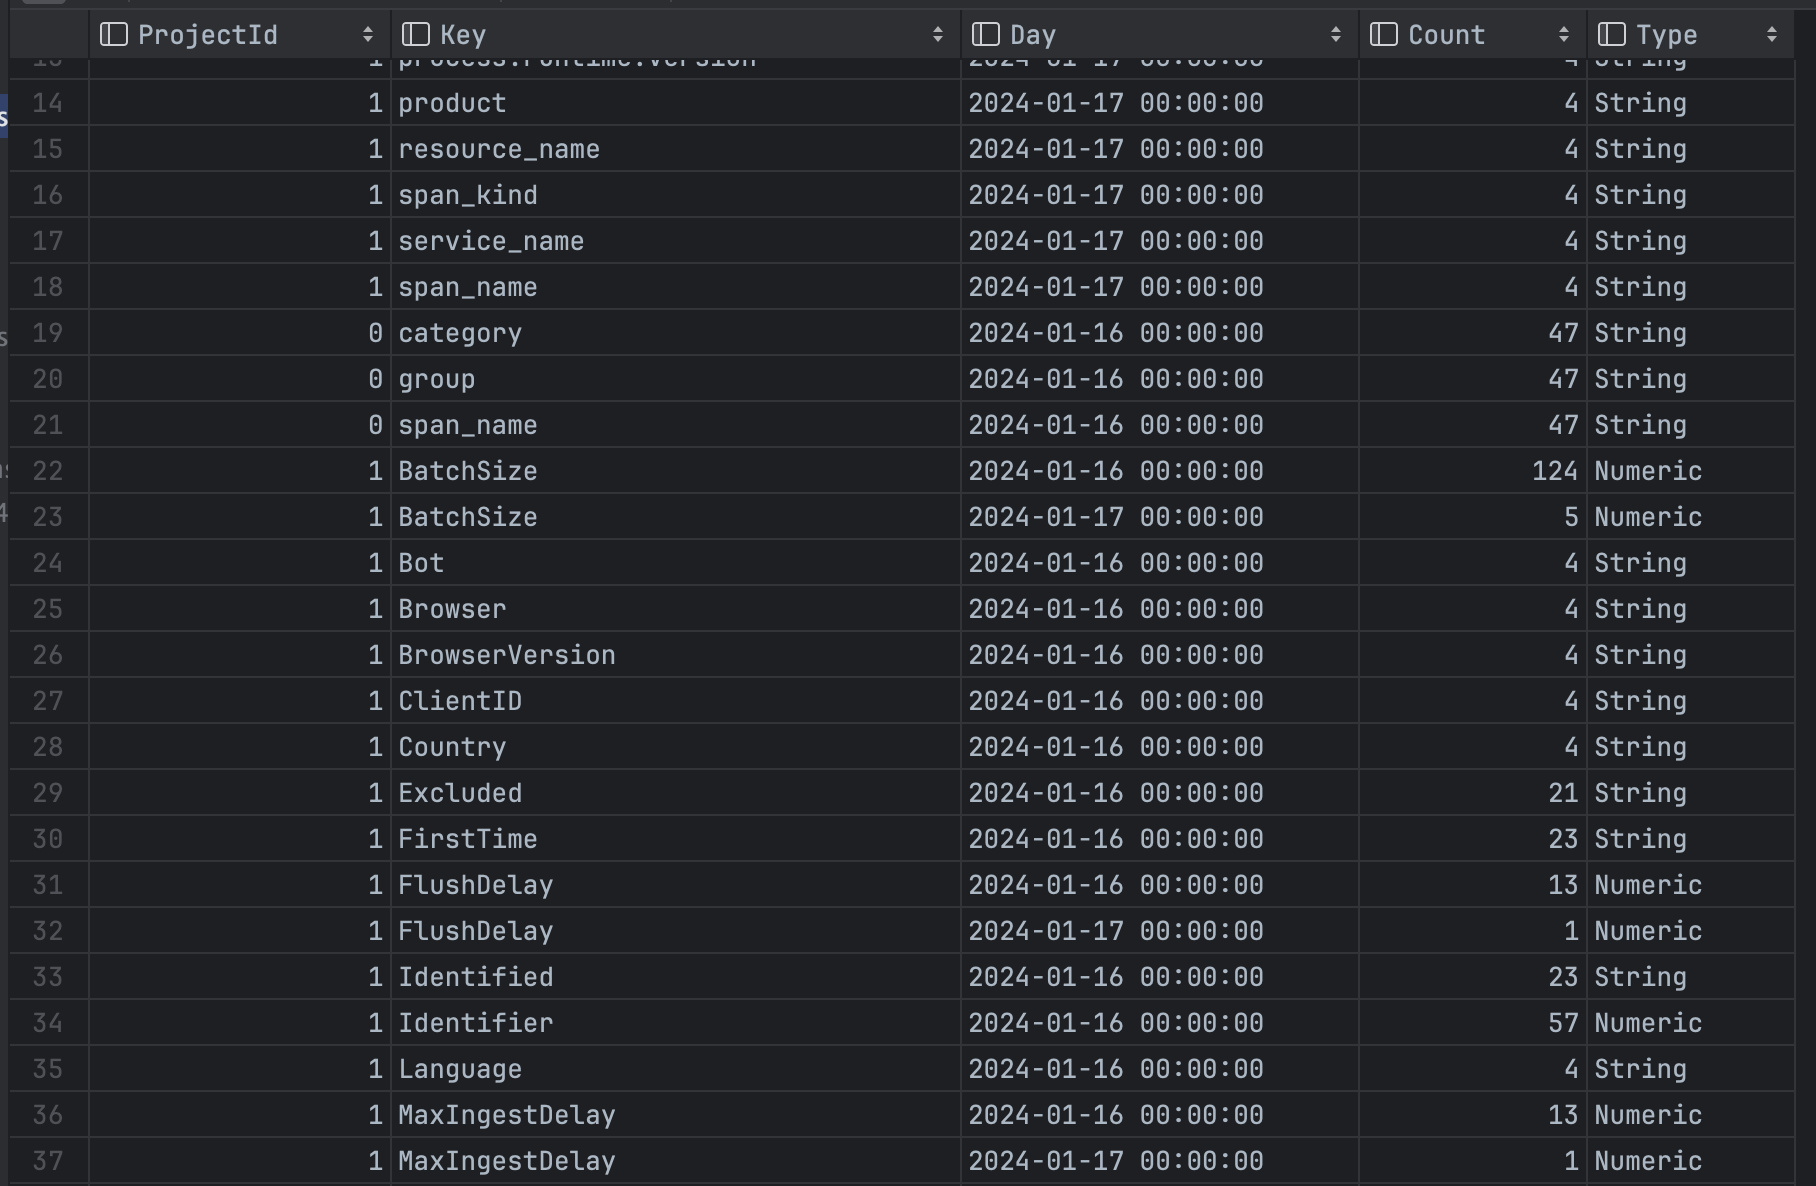 ProjectId Key Day Count Type
13 1 process.runtime.version 2024-01-17 00:00:00 4 String
14 1 product 2024-01-17 00:00:00 4 String
15 1 resource_name 2024-01-17 00:00:00 4 String
16 1 span_kind 2024-01-17 00:00:00 4 String
17 1 service_name 2024-01-17 00:00:00 4 String
18 1 span_name 2024-01-17 00:00:00 4 String
19 0 category 2024-01-16 00:00:00 47 String
20 0 group 2024-01-16 00:00:00 47 String
21 0 span_name 2024-01-16 00:00:00 47 String
22 1 BatchSize 2024-01-16 00:00:00 124 Numeric
23 1 BatchSize 2024-01-17 00:00:00 5 Numeric
24 1 Bot 2024-01-16 00:00:00 4 String
25 1 Browser 2024-01-16 00:00:00 4 String
26 1 BrowserVersion 2024-01-16 00:00:00 4 String
27 1 ClientID 2024-01-16 00:00:00 4 String
28 1 Country 2024-01-16 00:00:00 4 String
29 1 Excluded 2024-01-16 00:00:00 21 String
30 1 FirstTime 2024-01-16 00:00:00 23 String
31 1 FlushDelay 2024-01-16 00:00:00 13 Numeric
32 1 FlushDelay 2024-01-17 00:00:00 1 Numeric
33 1 Identified 2024-01-16 00:00:00 23 String
34 1 Identifier 2024-01-16 00:00:00 57 Numeric
35 1 Language 2024-01-16 00:00:00 4 String
36 1 MaxIngestDelay 2024-01-16 00:00:00 13 Numeric
37 1 MaxIngestDelay 2024-01-17 00:00:00 1 Numeric